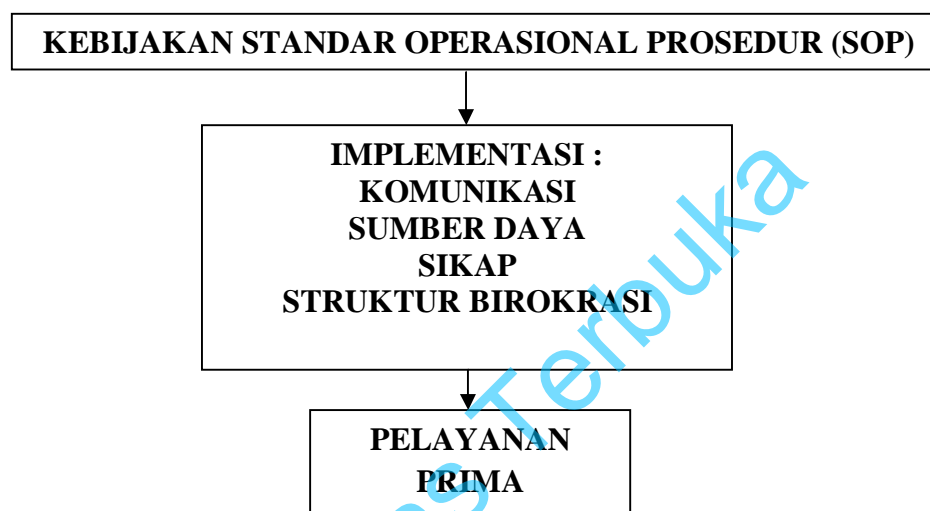 KEBIJAKAN STANDAR OPERASIONAL PROSEDUR (SOP)
IMPLEMENTASI :
KOMUNIKASI
SUMBER DAYA
SIKAP
STRUKTUR BIROKRASI
PELAYANAN
PRIMA
Terbuka